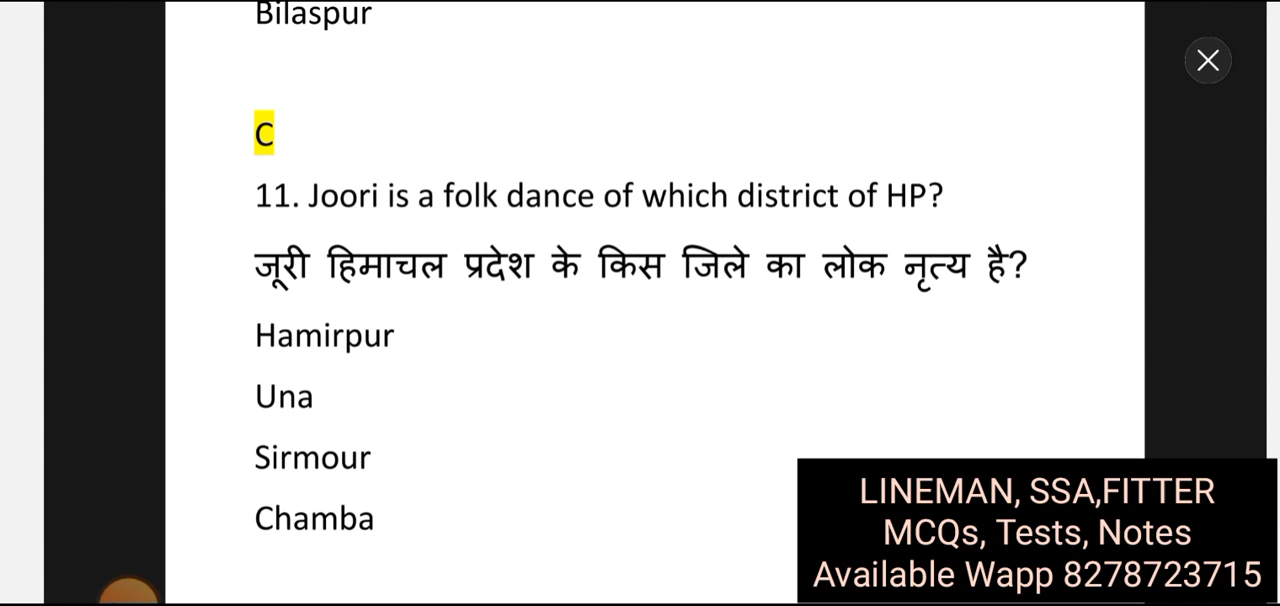 Bilaspur
C
11. Joori is a folk dance of which district of HP?
जूरी हिमाचल प्रदेश के किस जिले का लोक नृत्य है?
Hamirpur
Una
Sirmour
Chamba
LINEMAN, SSA,FITTER
MCQs, Tests, Notes
Available Wapp 8278723715